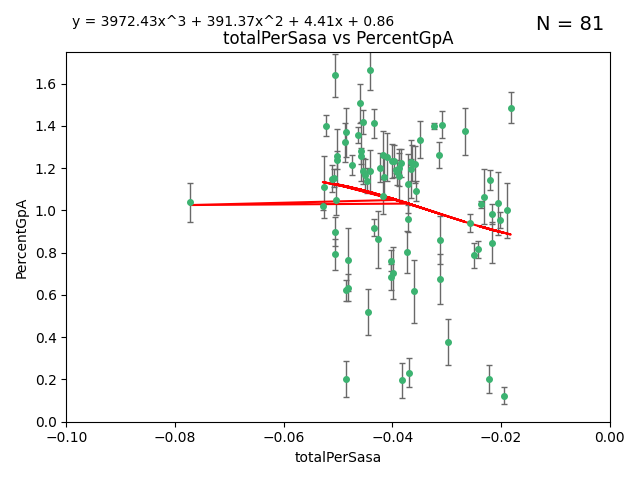 y = 3972.43x^3 + 391.37x^2 + 4.41x + 0.86
N = 81
totalPerSasa vs PercentGpA
PercentGpA
1.6
1.4
1.2
1.0
0.8
0.6
0.4
0.2
0.0
−0.10 −0.08 −0.06 −0.04 −0.02 0.00
totalPerSasa